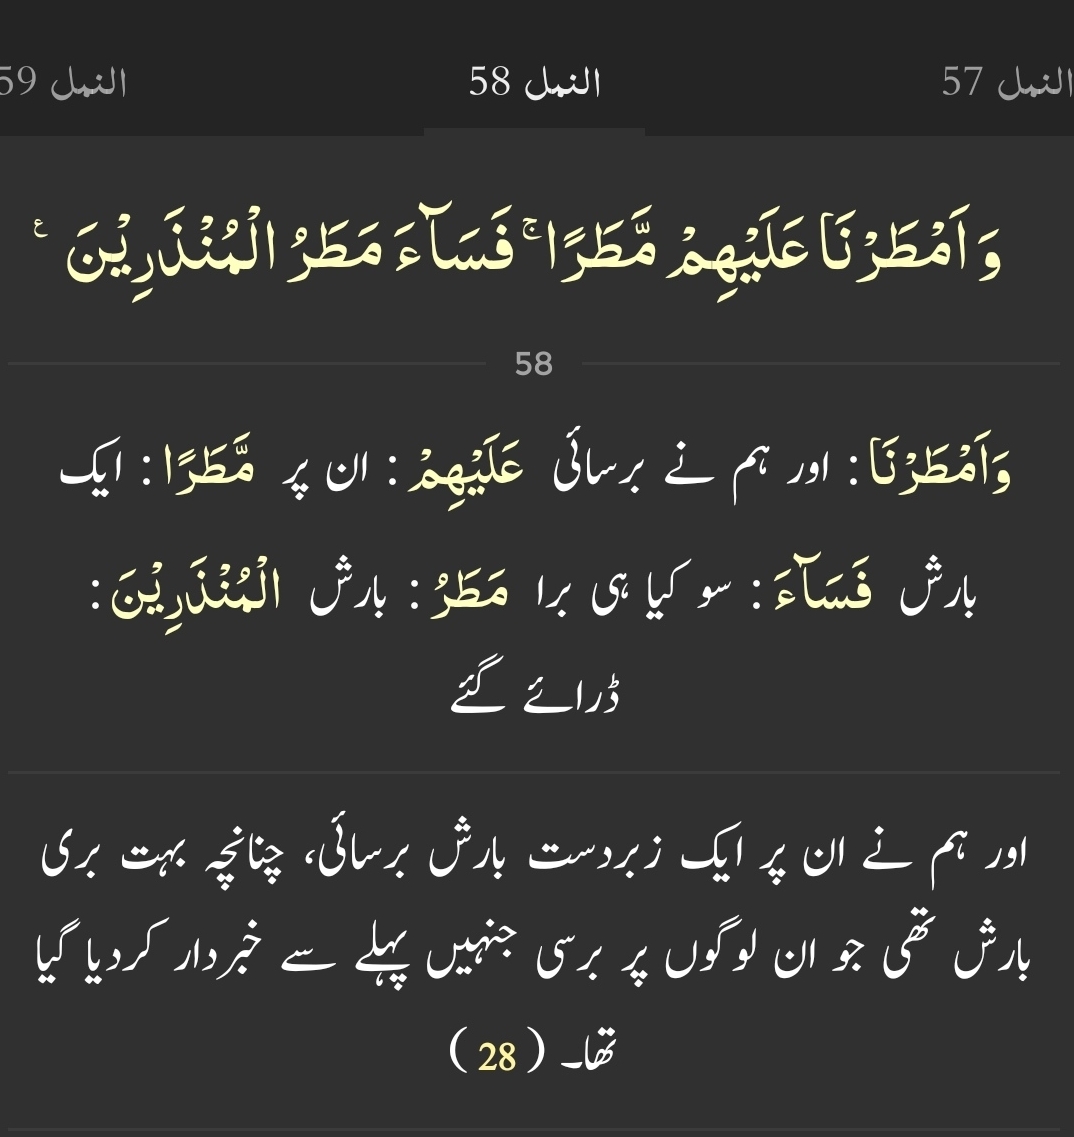 النمل 57 النمل 58 النمل 59
وَ اَمْطَرْنَا عَلَيْهِمْ مَّطَرًا ۚ فَسَآءَ مَطَرُ الْمُنْذَرِيْنَ ۧ
58
وَاَمْطَرْنَا : اور ہم نے برسائی عَلَيْهِمْ : ان پر مَّطَرًا : ایک
بارش فَسَآءَ : سو کیا ہی برا مَطَرُ : بارش الْمُنْذَرِيْنَ :
ڈرائے گئے
اور ہم نے ان پر ایک زبردست بارش برسائی، چنانچہ بہت بری
بارش تھی جو ان لوگوں پر برسی جنہیں پہلے سے خبردار کردیا گیا
تھا۔ ( 28 )